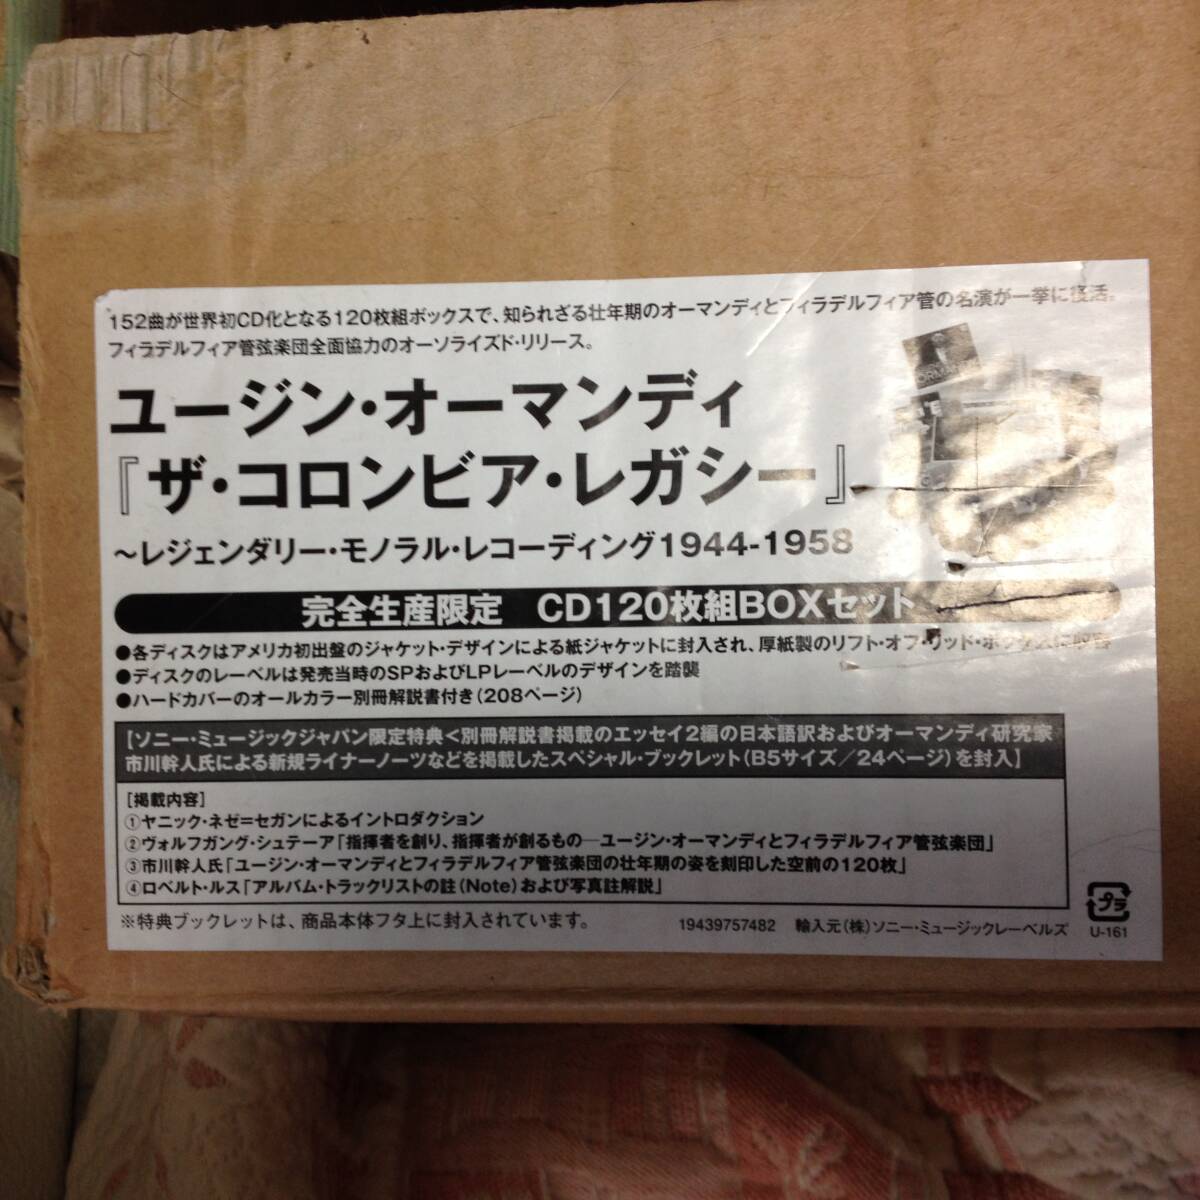 152曲が世界初CD化となる120枚組ボックスで、知られざる壮年期のオーマンディとフィラデルフィア管の名演が一挙に復活。
フィラデルフィア管弦楽団全面協力のオーソライズド・リリース。
ユージン・オーマンディ
『ザ・コロンビア・レガシー』
～レジェンダリー・モノラル・レコーディング1944-1958
完全生産限定 CD120枚組BOXセット
●各ディスクはアメリカ初出盤のジャケット・デザインによる紙ジャケットに封入され、厚紙製のリフト・オフ・リッド・ボックスに収容
●ディスクのレーベルは発売当時のSPおよびLPレーベルのデザインを踏襲
●ハードカバーのオールカラー別冊解説書付き(208ページ)
【ソニー・ミュージックジャパン限定特典＜別冊解説書掲載のエッセイ2編の日本語訳およびオーマンディ研究家
市川幹人氏による新規ライナーノーツなどを掲載したスペシャル・ブックレット(B5サイズ／24ページ)を封入】
[掲載内容]
①ヤニック・ネゼ=セガンによるイントロダクション
②ヴォルフガング・シュテーア「指揮者を創り、指揮者が創るもの―ユージン・オーマンディとフィラデルフィア管弦楽団」
③市川幹人氏「ユージン・オーマンディとフィラデルフィア管弦楽団の壮年期の姿を刻印した空前の120枚」
④ロベルト・ルス「アルバム・トラックリストの註(Note)および写真註解説」
※特典ブックレットは、商品本体フタ上に封入されています。
19439757482 輸入元(株)ソニー・ミュージックレーベルズ
プラ
U-161